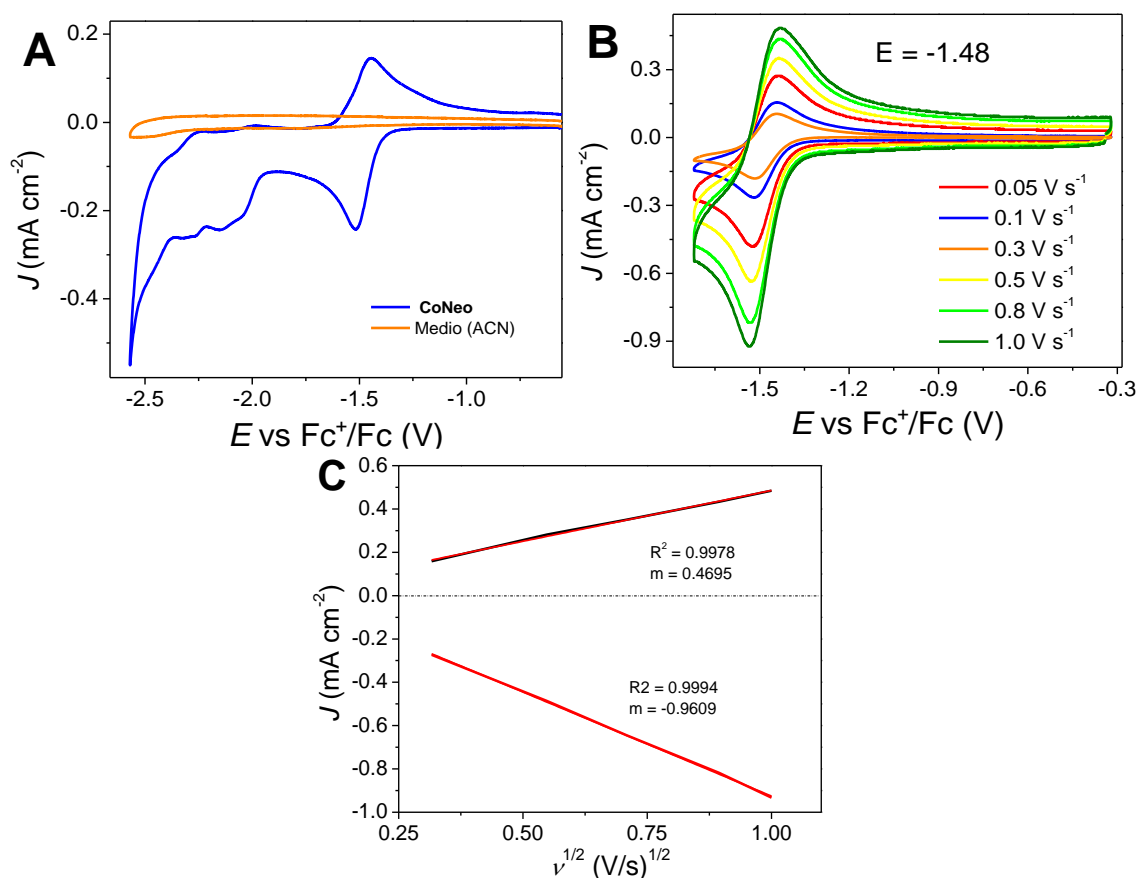 A
0.2
0.0
-0.2
-0.4
J (mA cm⁻²)
CoNeo
Medio (ACN)
-2.5
-2.0
-1.5
-1.0
E vs Fc⁺/Fc (V)
B
E = -1.48
0.3
0.0
-0.3
-0.6
-0.9
J (mA cm⁻²)
0.05 V s⁻¹
0.1 V s⁻¹
0.3 V s⁻¹
0.5 V s⁻¹
0.8 V s⁻¹
1.0 V s⁻¹
-1.5
-1.2
-0.9
-0.6
-0.3
E vs Fc⁺/Fc (V)
C
0.6
0.4
0.2
0.0
-0.2
-0.4
-0.6
-0.8
-1.0
J (mA cm⁻²)
R² = 0.9978
m = 0.4695
R2 = 0.9994
m = -0.9609
0.25
0.50
0.75
1.00
ν¹ᐟ² (V/s)¹ᐟ²